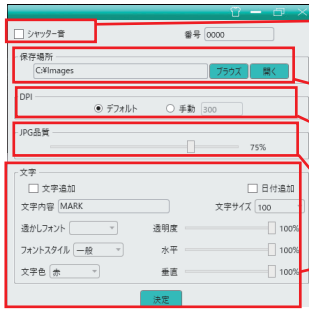 シャッター音 番号 0000
保存場所
C:¥Images ブラウズ 開く
DPI
デフォルト 手動 300
JPG品質
75%
文字
文字追加 日付追加
文字内容 MARK 文字サイズ 100
透かしフォント 透明度 100%
フォントスタイル 一般 水平 100%
文字色 赤 垂直 100%
決定